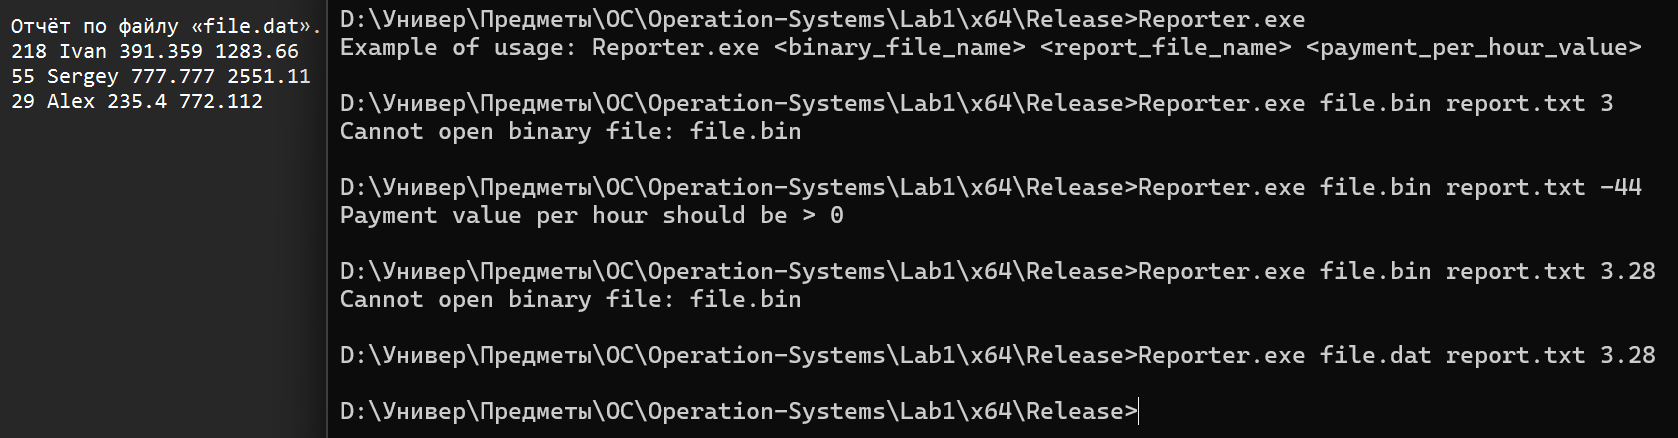 Отчёт по файлу «file.dat».
218 Ivan 391.359 1283.66
55 Sergey 777.777 2551.11
29 Alex 235.4 772.112
D:\Универ\Предметы\ОС\Operation-Systems\Lab1\x64\Release>Reporter.exe
Example of usage: Reporter.exe <binary_file_name> <report_file_name> <payment_per_hour_value>
D:\Универ\Предметы\ОС\Operation-Systems\Lab1\x64\Release>Reporter.exe file.bin report.txt 3
Cannot open binary file: file.bin
D:\Универ\Предметы\ОС\Operation-Systems\Lab1\x64\Release>Reporter.exe file.bin report.txt -44
Payment value per hour should be > 0
D:\Универ\Предметы\ОС\Operation-Systems\Lab1\x64\Release>Reporter.exe file.bin report.txt 3.28
Cannot open binary file: file.bin
D:\Универ\Предметы\ОС\Operation-Systems\Lab1\x64\Release>Reporter.exe file.dat report.txt 3.28
D:\Универ\Предметы\ОС\Operation-Systems\Lab1\x64\Release>